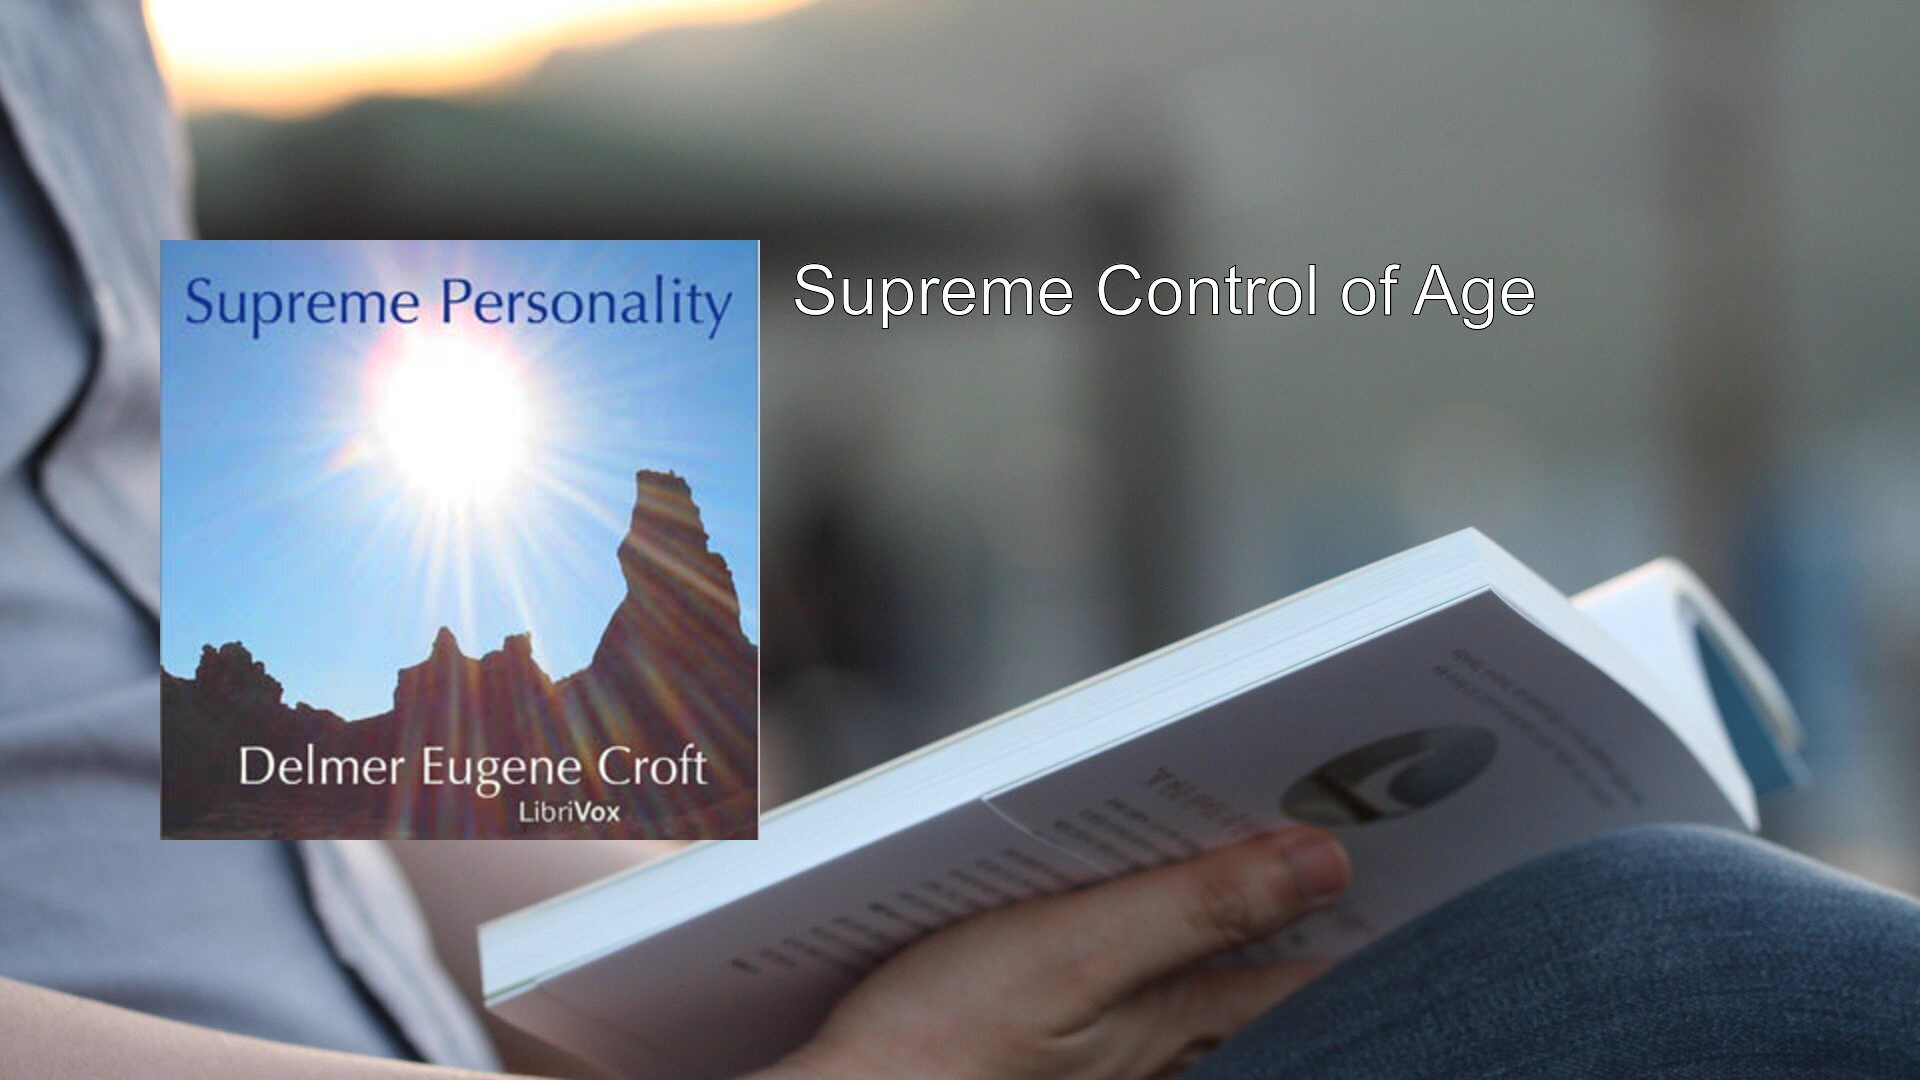 Supreme Personality
Delmer Eugene Croft
LibriVox
Supreme Control of Age